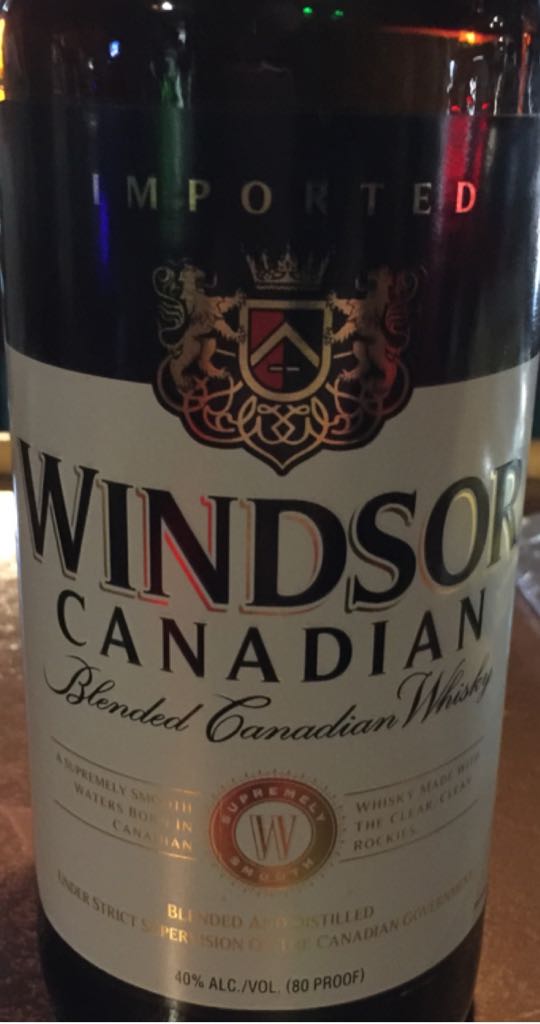 IMPORTED
WINDSOR
CANADIAN
Blended Canadian Whisky
A SUPREMELY SMOOTH
WATERS BORN IN
CANADIAN
SUPREMELY
W
SMOOTH
WHISKY MADE WITH
THE CLEAR, CLEAN
ROCKIES.
BLENDED AND DISTILLED
UNDER STRICT SUPERVISION OF THE CANADIAN GOVERNMENT
40% ALC./VOL. (80 PROOF)